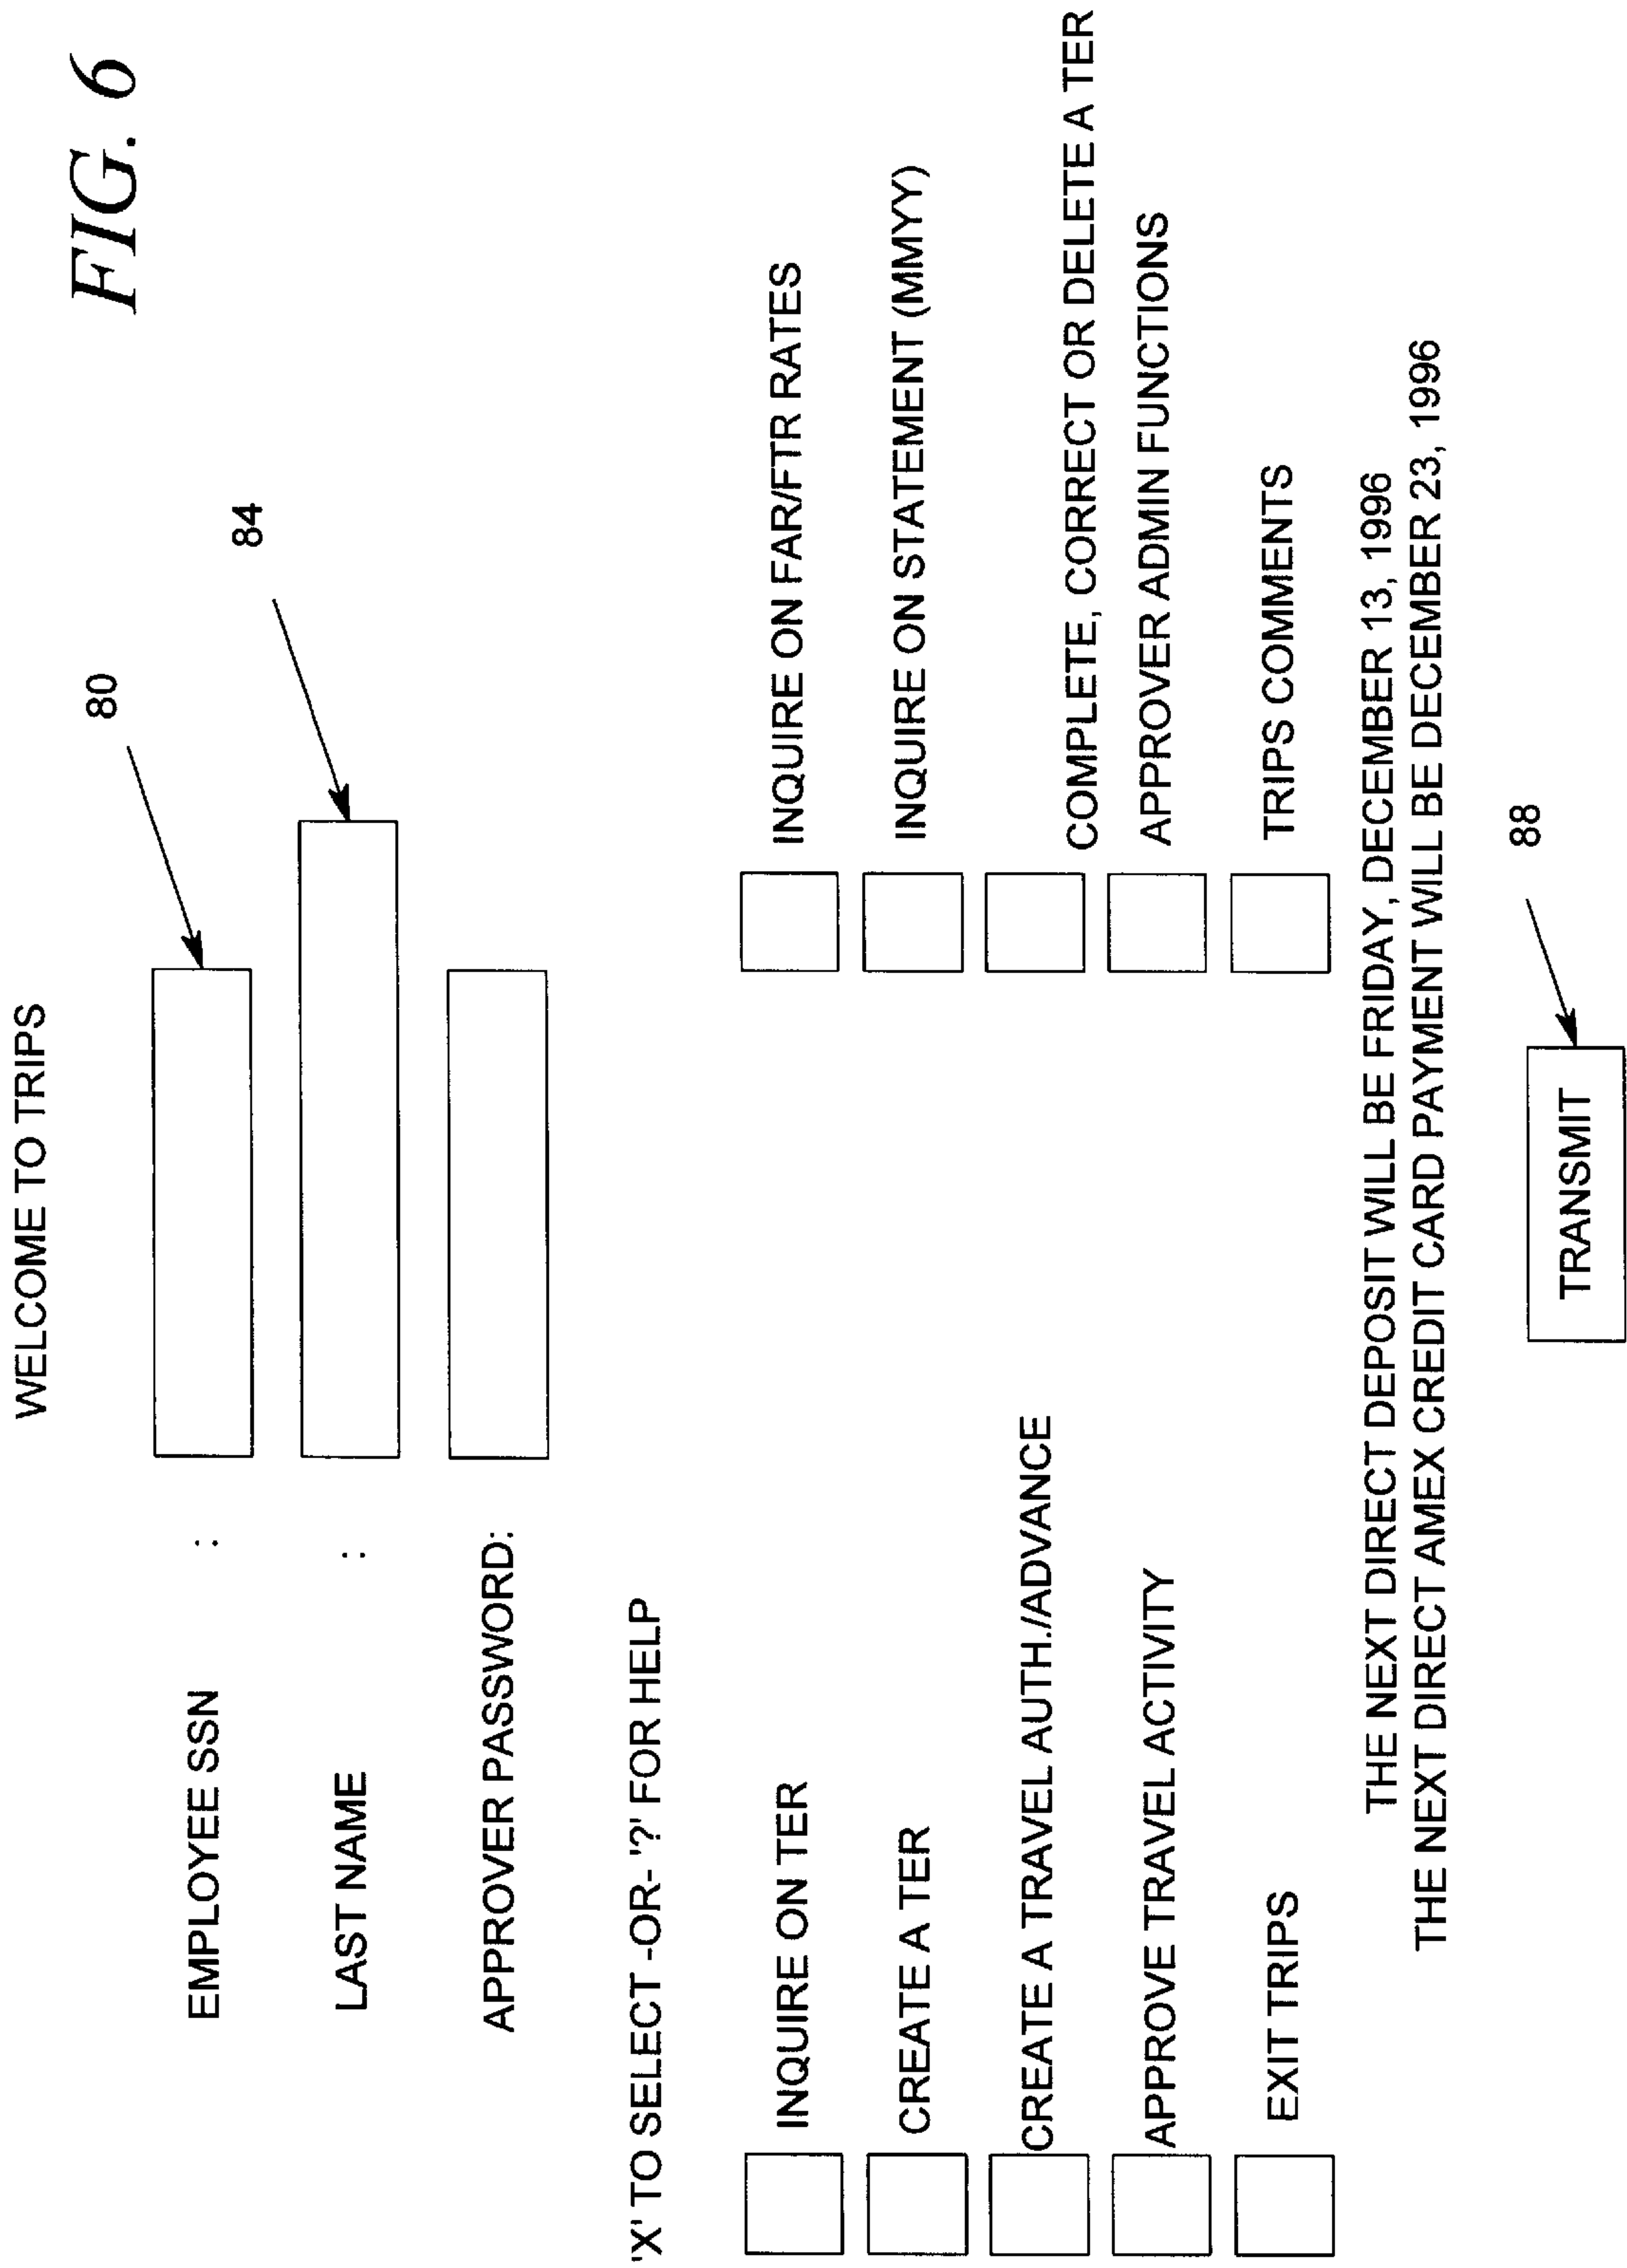 FIG. 6
WELCOME TO TRIPS
80
EMPLOYEE SSN :
84
LAST NAME :
APPROVER PASSWORD:
'X' TO SELECT -OR- '?' FOR HELP
INQUIRE ON TER
INQUIRE ON FAR/FTR RATES
CREATE A TER
INQUIRE ON STATEMENT (MMYY)
CREATE A TRAVEL AUTH./ADVANCE
COMPLETE, CORRECT OR DELETE A TER
APPROVE TRAVEL ACTIVITY
APPROVER ADMIN FUNCTIONS
EXIT TRIPS
TRIPS COMMENTS
THE NEXT DIRECT DEPOSIT WILL BE FRIDAY, DECEMBER 13, 1996
THE NEXT DIRECT AMEX CREDIT CARD PAYMENT WILL BE DECEMBER 23, 1996
88
TRANSMIT